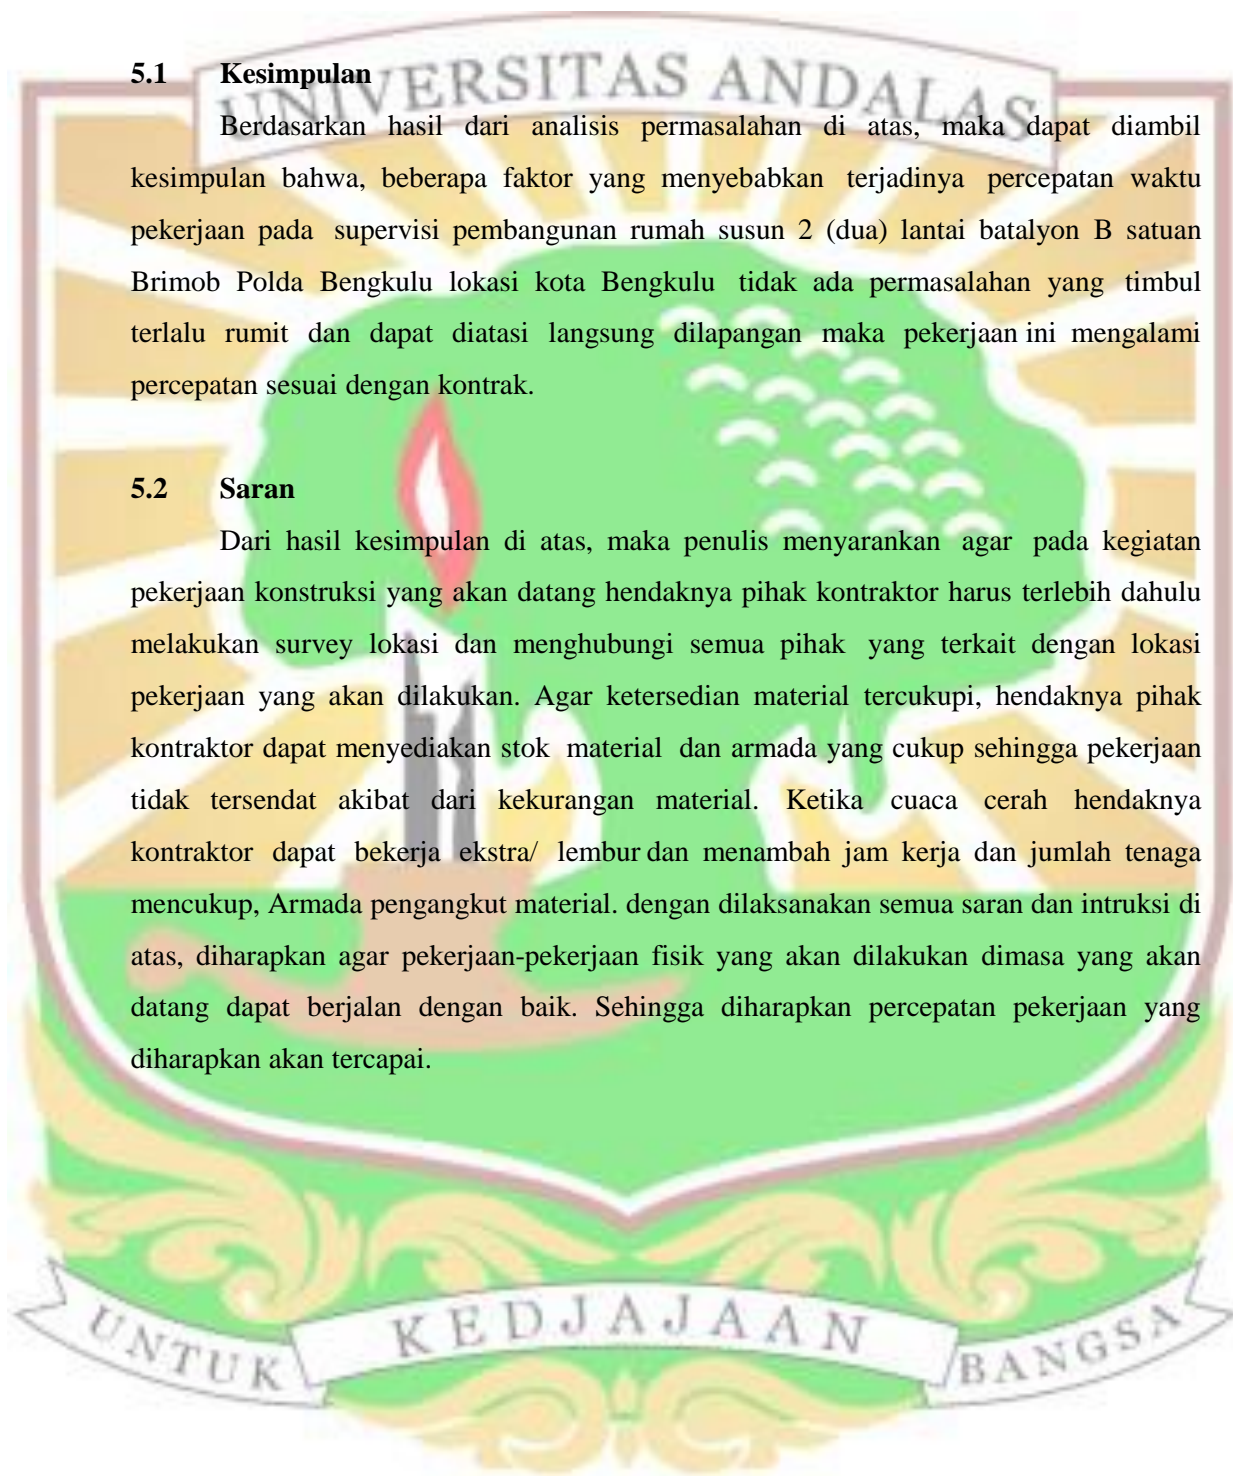 UNIVERSITAS ANDALAS
5.1 Kesimpulan
Berdasarkan hasil dari analisis permasalahan di atas, maka dapat diambil
kesimpulan bahwa, beberapa faktor yang menyebabkan terjadinya percepatan waktu
pekerjaan pada supervisi pembangunan rumah susun 2 (dua) lantai batalyon B satuan
Brimob Polda Bengkulu lokasi kota Bengkulu tidak ada permasalahan yang timbul
terlalu rumit dan dapat diatasi langsung dilapangan maka pekerjaan ini mengalami
percepatan sesuai dengan kontrak.
5.2 Saran
Dari hasil kesimpulan di atas, maka penulis menyarankan agar pada kegiatan
pekerjaan konstruksi yang akan datang hendaknya pihak kontraktor harus terlebih dahulu
melakukan survey lokasi dan menghubungi semua pihak yang terkait dengan lokasi
pekerjaan yang akan dilakukan. Agar ketersedian material tercukupi, hendaknya pihak
kontraktor dapat menyediakan stok material dan armada yang cukup sehingga pekerjaan
tidak tersendat akibat dari kekurangan material. Ketika cuaca cerah hendaknya
kontraktor dapat bekerja ekstra/ lembur dan menambah jam kerja dan jumlah tenaga
mencukup, Armada pengangkut material. dengan dilaksanakan semua saran dan intruksi di
atas, diharapkan agar pekerjaan-pekerjaan fisik yang akan dilakukan dimasa yang akan
datang dapat berjalan dengan baik. Sehingga diharapkan percepatan pekerjaan yang
diharapkan akan tercapai.
UNTUK KEDJAJAAN BANGSA